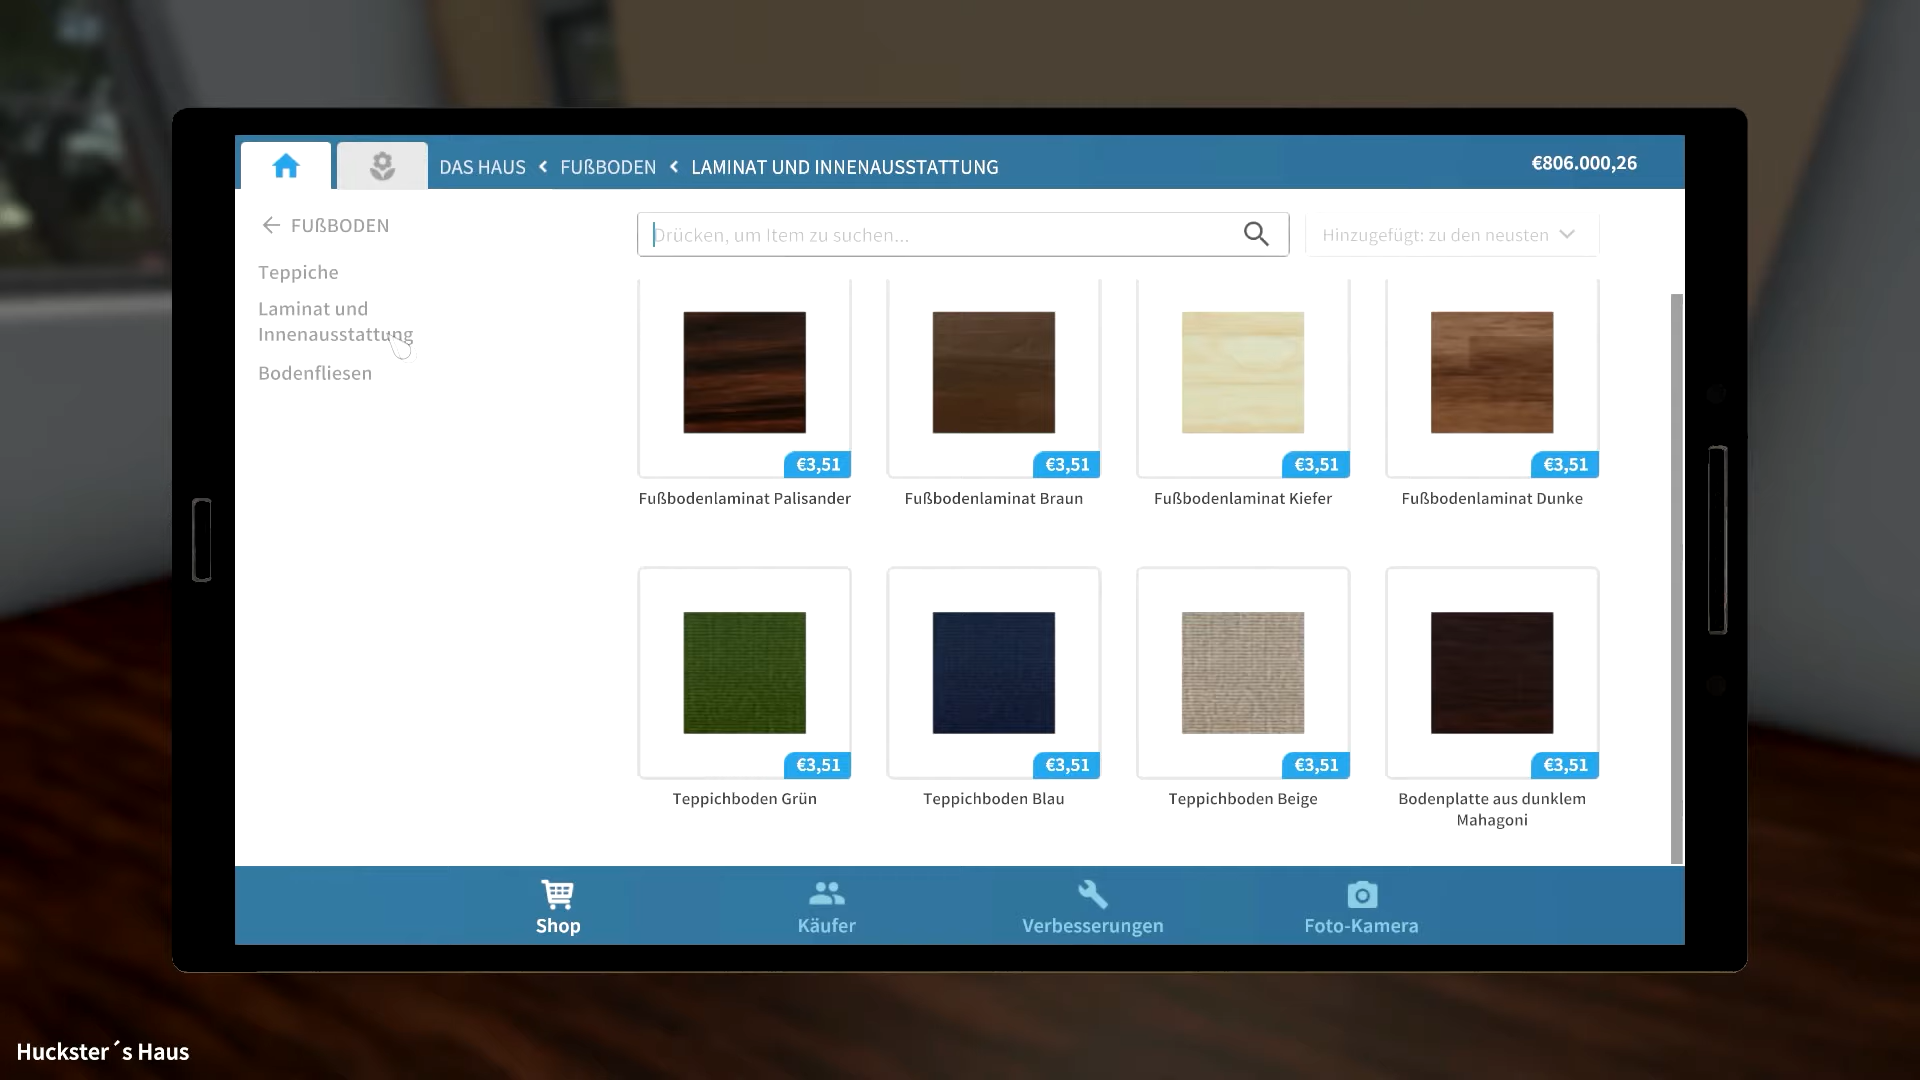 DAS HAUS < FUßBODEN < LAMINAT UND INNENAUSSTATTUNG
€806.000,26
FUßBODEN
Teppiche
Laminat und
Innenausstattung
Bodenfliesen
Drücken, um Item zu suchen...
Hinzugefügt: zu den neusten
€3,51
€3,51
€3,51
€3,51
Fußbodenlaminat Palisander
Fußbodenlaminat Braun
Fußbodenlaminat Kiefer
Fußbodenlaminat Dunke
€3,51
€3,51
€3,51
€3,51
Teppichboden Grün
Teppichboden Blau
Teppichboden Beige
Bodenplatte aus dunklem
Mahagoni
Shop
Käufer
Verbesserungen
Foto-Kamera
Huckster´s Haus